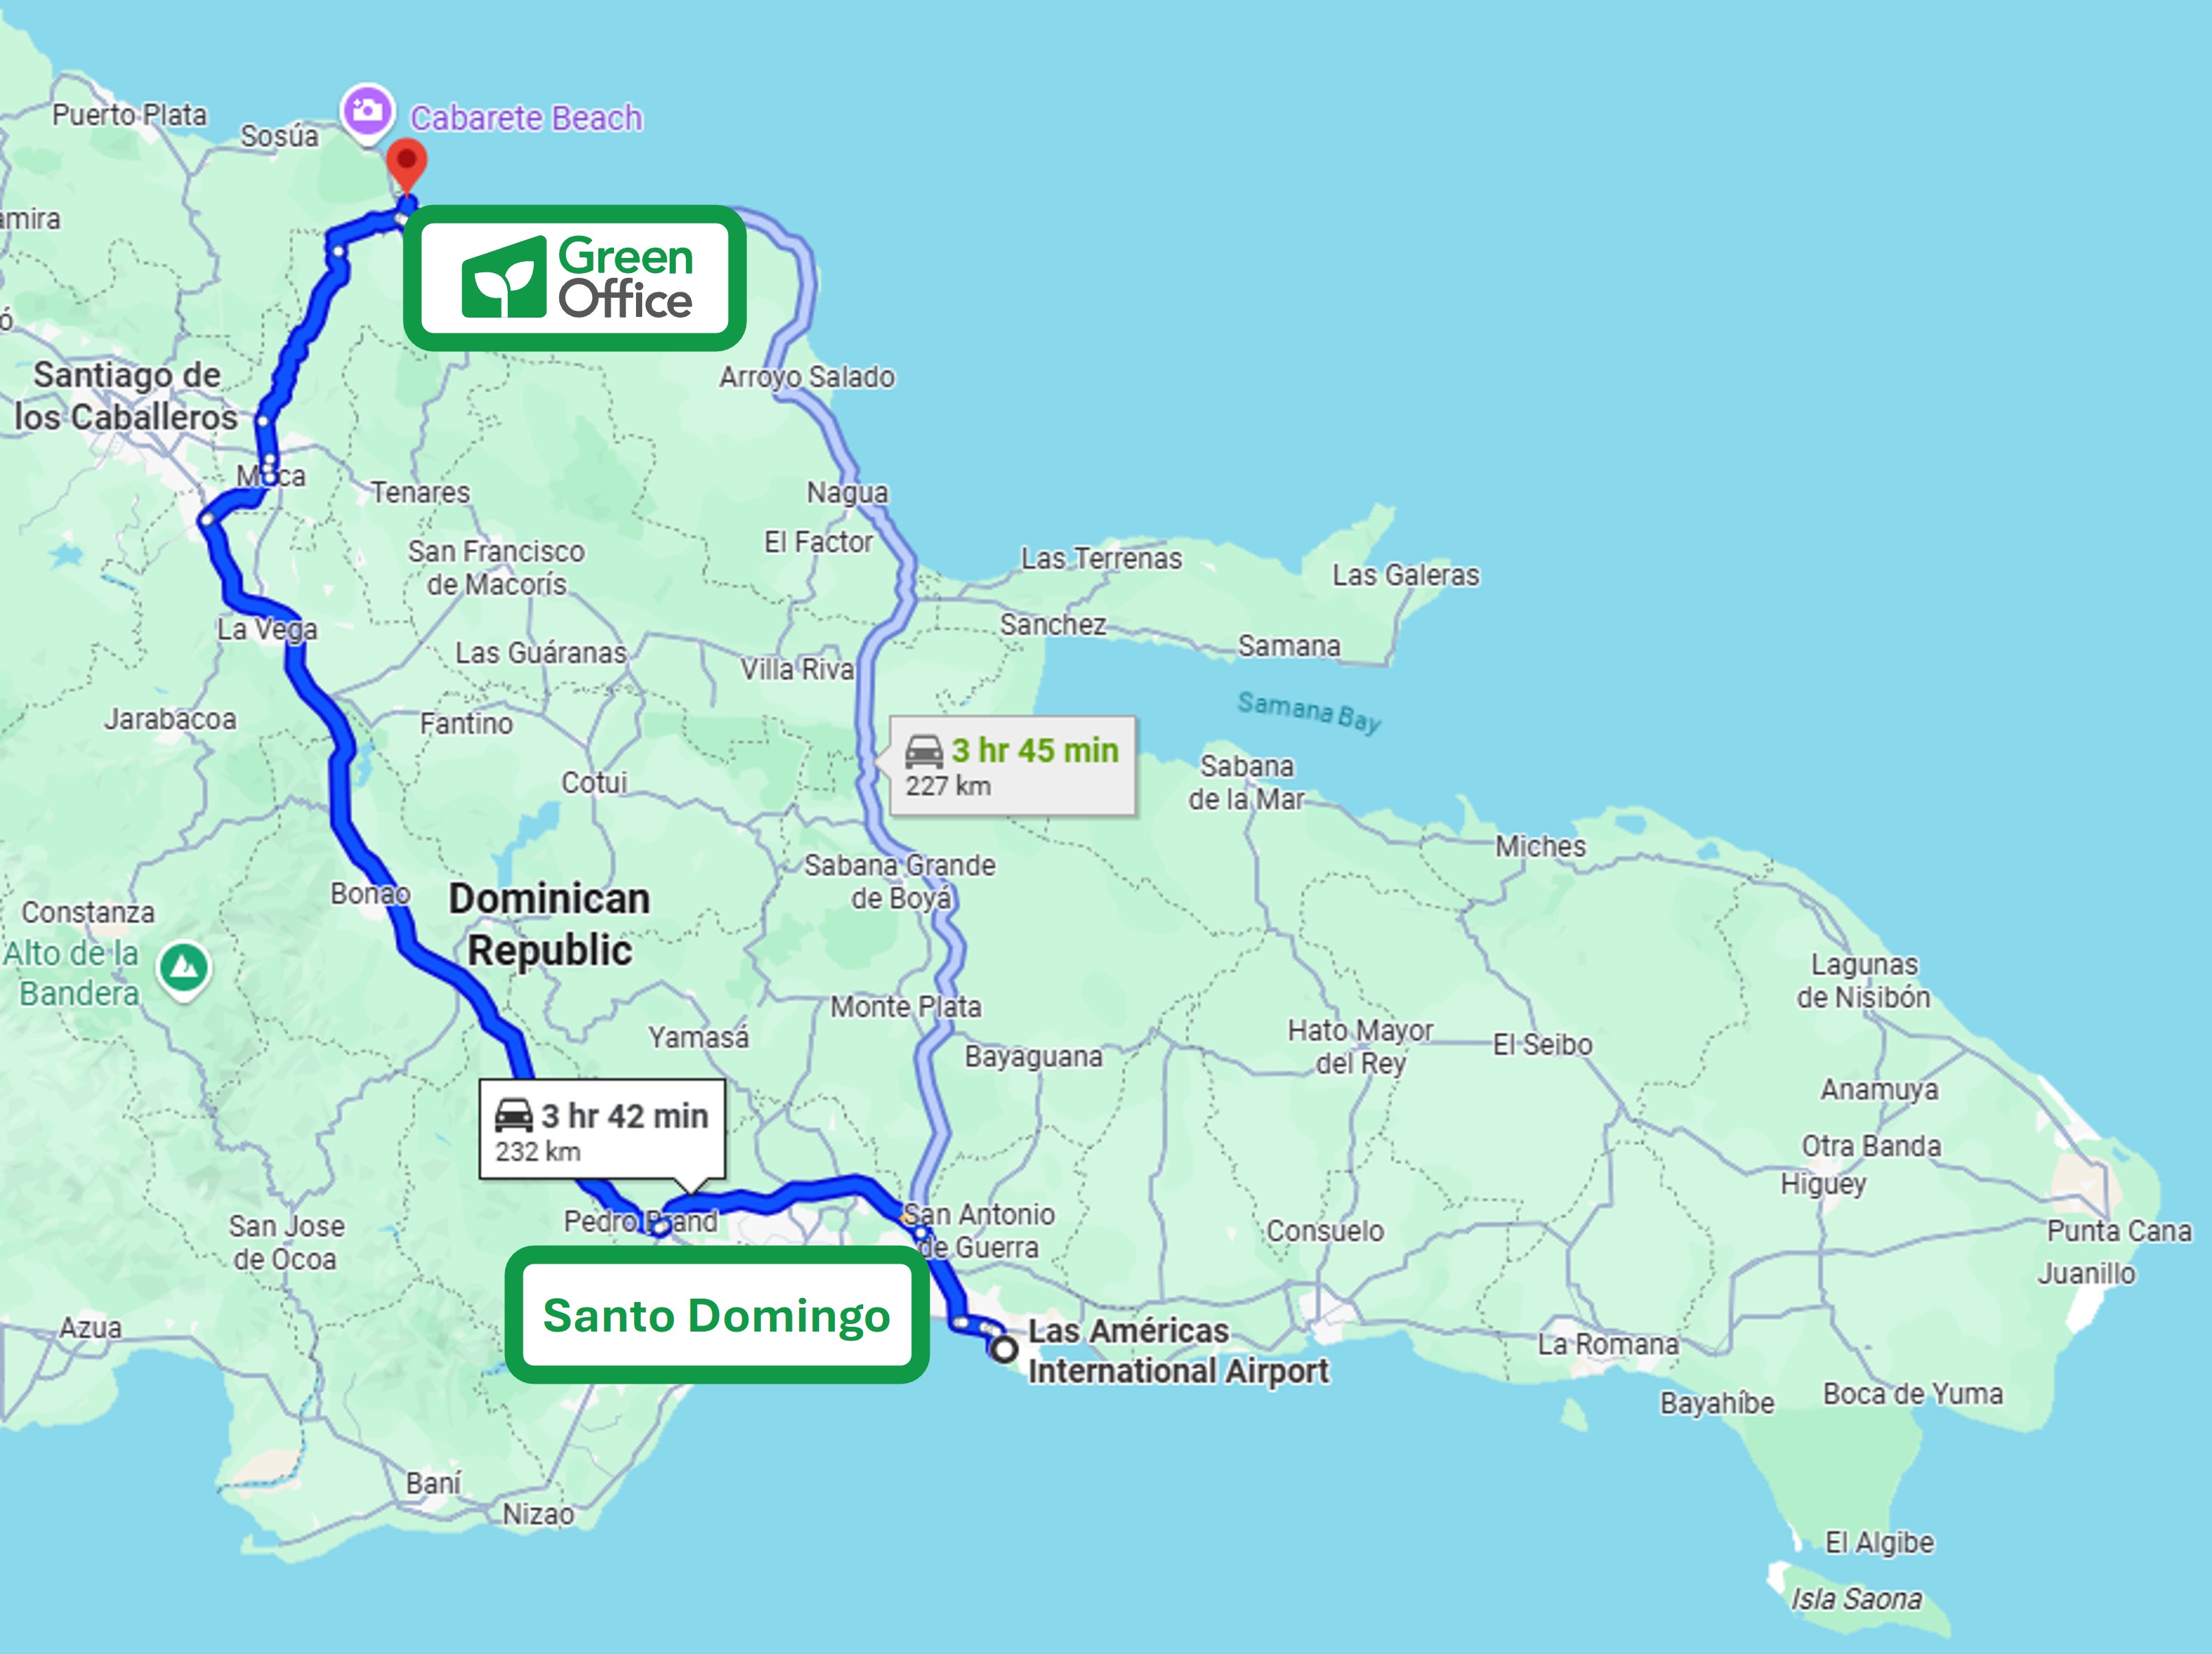 Puerto Plata
Sosúa
Cabarete Beach
amira
Green
Office
ó
Santiago de
los Caballeros
Arroyo Salado
Moca
Tenares
Nagua
El Factor
San Francisco
de Macorís
Las Terrenas
Las Galeras
La Vega
Sanchez
Samana
Las Guáranas
Villa Riva
Samana Bay
Jarabacoa
Fantino
3 hr 45 min
227 km
Cotui
Sabana
de la Mar
Miches
Sabana Grande
de Boyá
Bonao
Dominican
Republic
Constanza
Alto de la
Bandera
Lagunas
de Nisibón
Monte Plata
Yamasá
Bayaguana
Hato Mayor
del Rey
El Seibo
Anamuya
3 hr 42 min
232 km
Otra Banda
Higuey
San Jose
de Ocoa
Pedro Brand
San Antonio
de Guerra
Consuelo
Punta Cana
Juanillo
Santo Domingo
Azua
Las Américas
International Airport
La Romana
Bayahíbe
Boca de Yuma
Baní
Nizao
El Algibe
Isla Saona